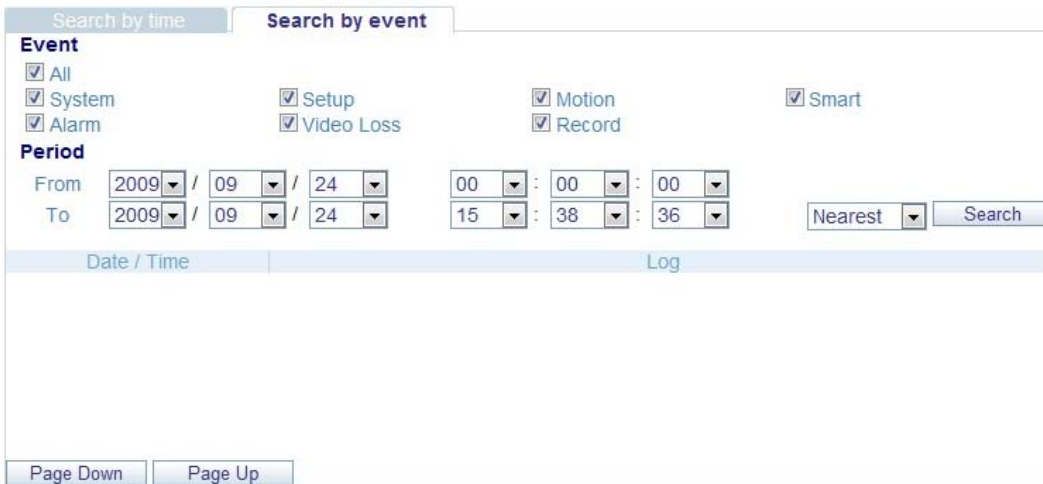 Search by time Search by event
Event
All
System Setup Motion Smart
Alarm Video Loss Record
Period
From 2009 / 09 / 24 00 : 00 : 00
To 2009 / 09 / 24 15 : 38 : 36 Nearest Search
Date / Time Log
Page Down Page Up